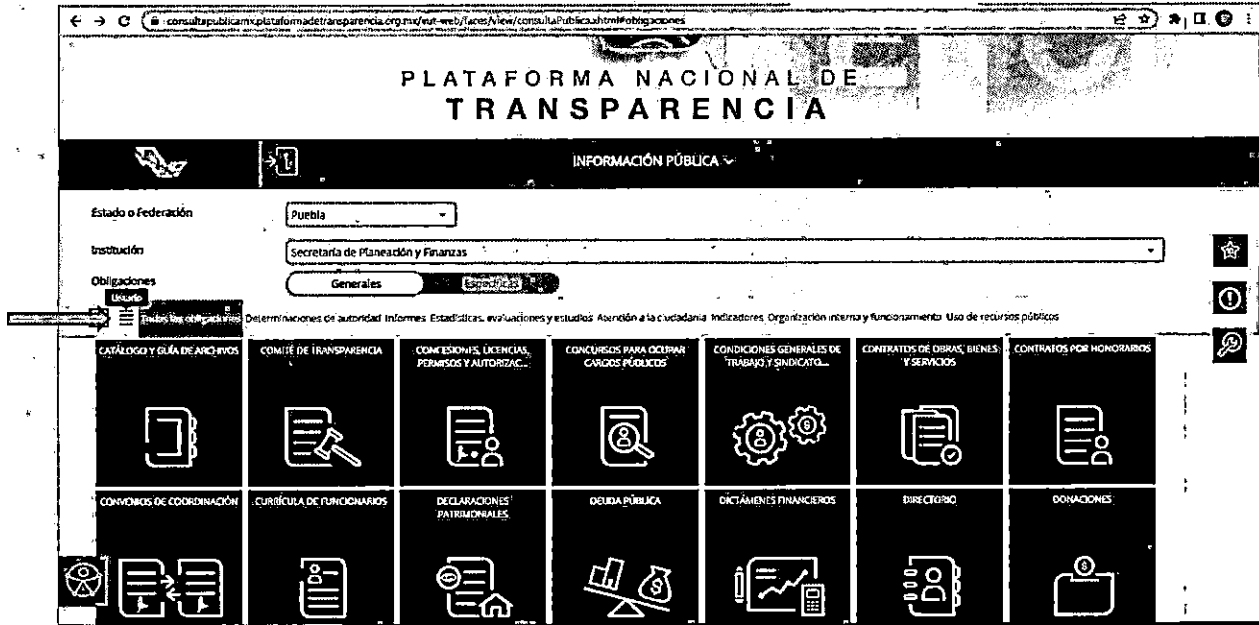 consultapublicamx.plataformadetransparencia.org.mx/vut-web/faces/view/consultaPublica.xhtml#obligaciones
PLATAFORMA NACIONAL DE
TRANSPARENCIA
INFORMACIÓN PÚBLICA
Estado o Federación
Puebla
Institución
Secretaría de Planeación y Finanzas
Obligaciones
Generales
Específicas
Usuario
Todas las obligaciones Determinaciones de autoridad Informes Estadísticas, evaluaciones y estudios Atención a la ciudadanía Indicadores Organización interna y funcionamiento Uso de recursos públicos
CATÁLOGO Y GUÍA DE ARCHIVOS
COMITÉ DE TRANSPARENCIA
CONCESIONES, LICENCIAS,
PERMISOS Y AUTORIZAC...
CONCURSOS PARA OCUPAR
CARGOS PÚBLICOS
CONDICIONES GENERALES DE
TRABAJO Y SINDICATO...
CONTRATOS DE OBRAS, BIENES
Y SERVICIOS
CONTRATOS POR HONORARIOS
CONVENIOS DE COORDINACIÓN
CURRÍCULA DE FUNCIONARIOS
DECLARACIONES
PATRIMONIALES
DEUDA PÚBLICA
DICTÁMENES FINANCIEROS
DIRECTORIO
DONACIONES